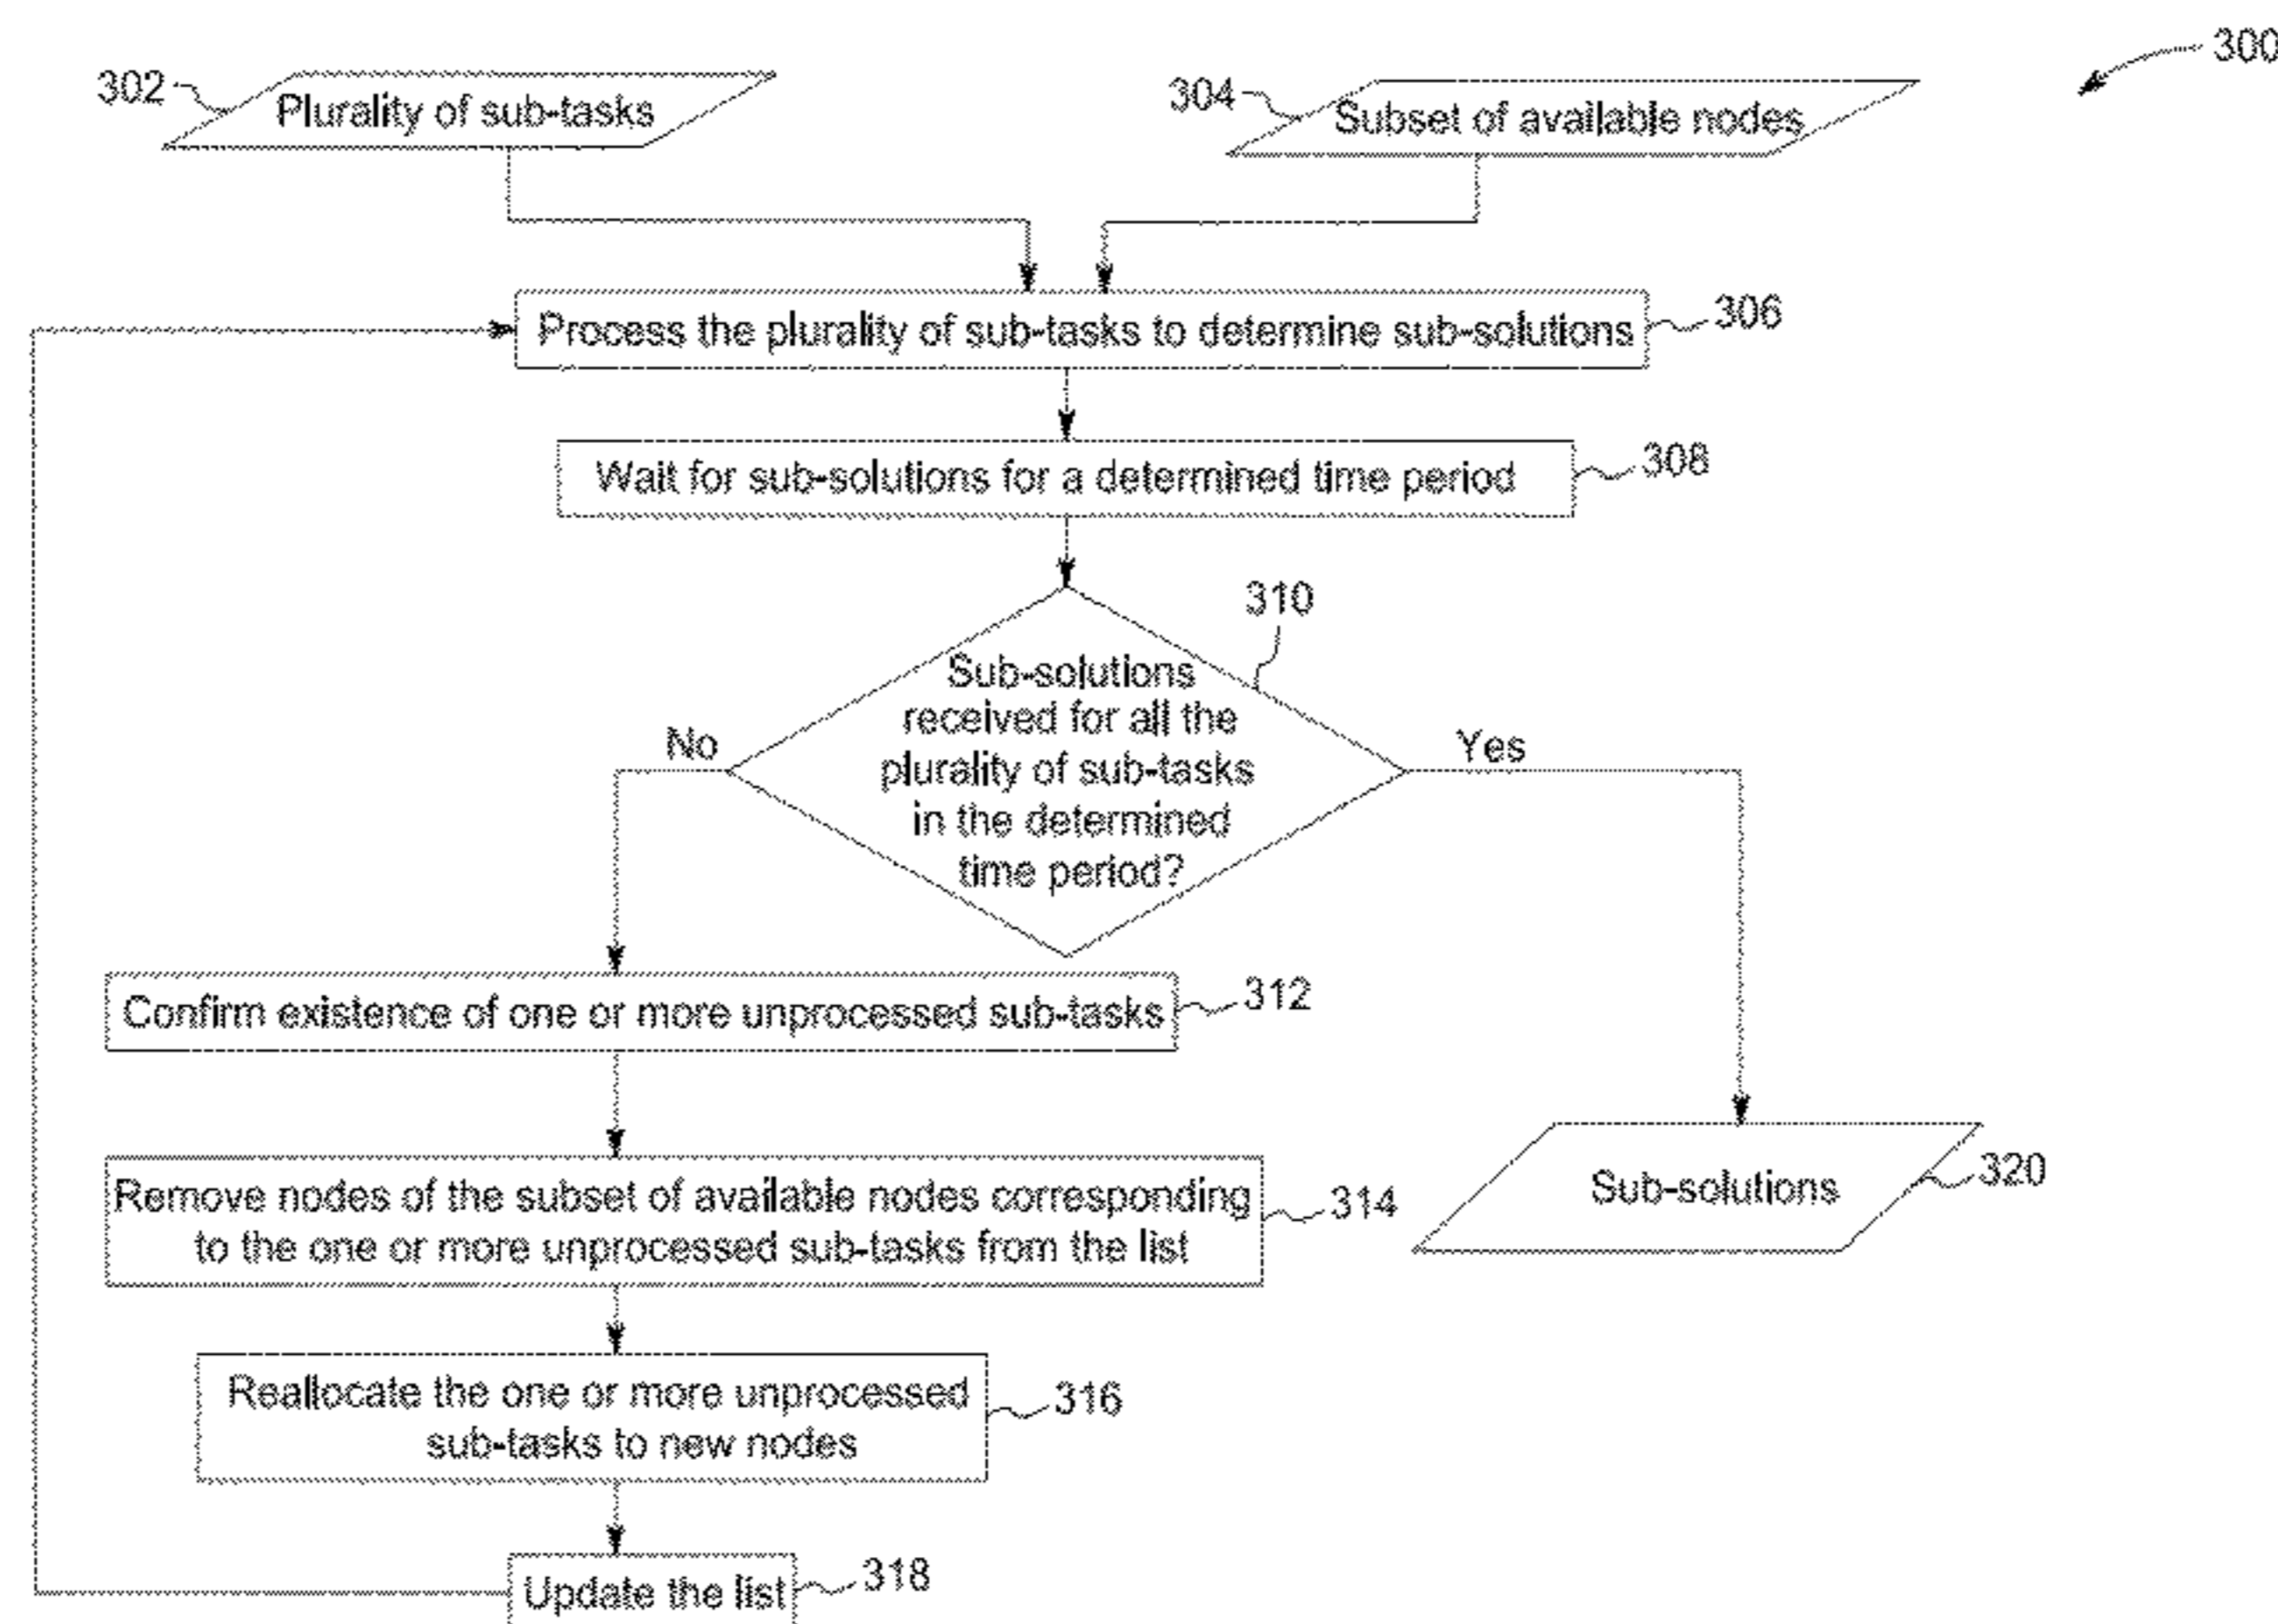 300
302
Plurality of sub-tasks
304
Subset of available nodes
Process the plurality of sub-tasks to determine sub-solutions
306
Wait for sub-solutions for a determined time period
308
310
Sub-solutions
received for all the
plurality of sub-tasks
in the determined
time period?
No
Yes
Confirm existence of one or more unprocessed sub-tasks
312
Remove nodes of the subset of available nodes corresponding
to the one or more unprocessed sub-tasks from the list
314
Sub-solutions
320
Reallocate the one or more unprocessed
sub-tasks to new nodes
316
Update the list
318